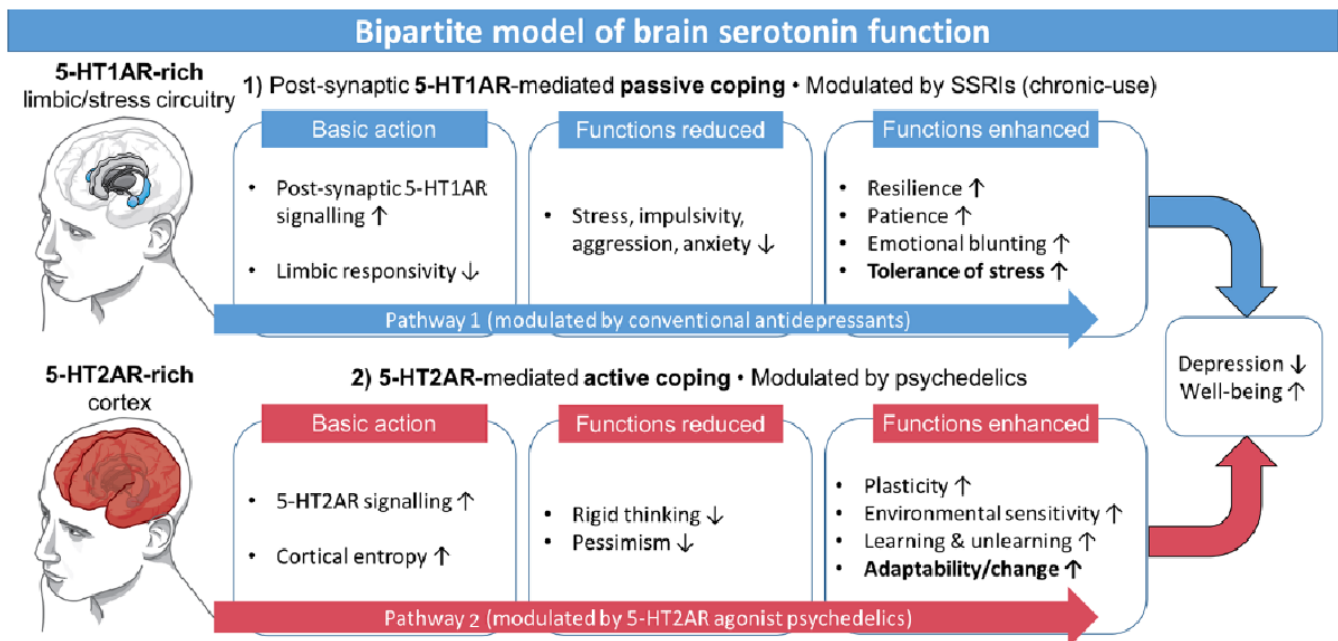 Bipartite model of brain serotonin function
5-HT1AR-rich
limbic/stress circuitry
1) Post-synaptic 5-HT1AR-mediated passive coping • Modulated by SSRIs (chronic-use)
Basic action
• Post-synaptic 5-HT1AR
signalling ↑
• Limbic responsivity ↓
Functions reduced
• Stress, impulsivity,
aggression, anxiety ↓
Functions enhanced
• Resilience ↑
• Patience ↑
• Emotional blunting ↑
• Tolerance of stress ↑
Pathway 1 (modulated by conventional antidepressants)
5-HT2AR-rich
cortex
2) 5-HT2AR-mediated active coping • Modulated by psychedelics
Basic action
• 5-HT2AR signalling ↑
• Cortical entropy ↑
Functions reduced
• Rigid thinking ↓
• Pessimism ↓
Functions enhanced
• Plasticity ↑
• Environmental sensitivity ↑
• Learning & unlearning ↑
• Adaptability/change ↑
Pathway 2 (modulated by 5-HT2AR agonist psychedelics)
Depression ↓
Well-being ↑